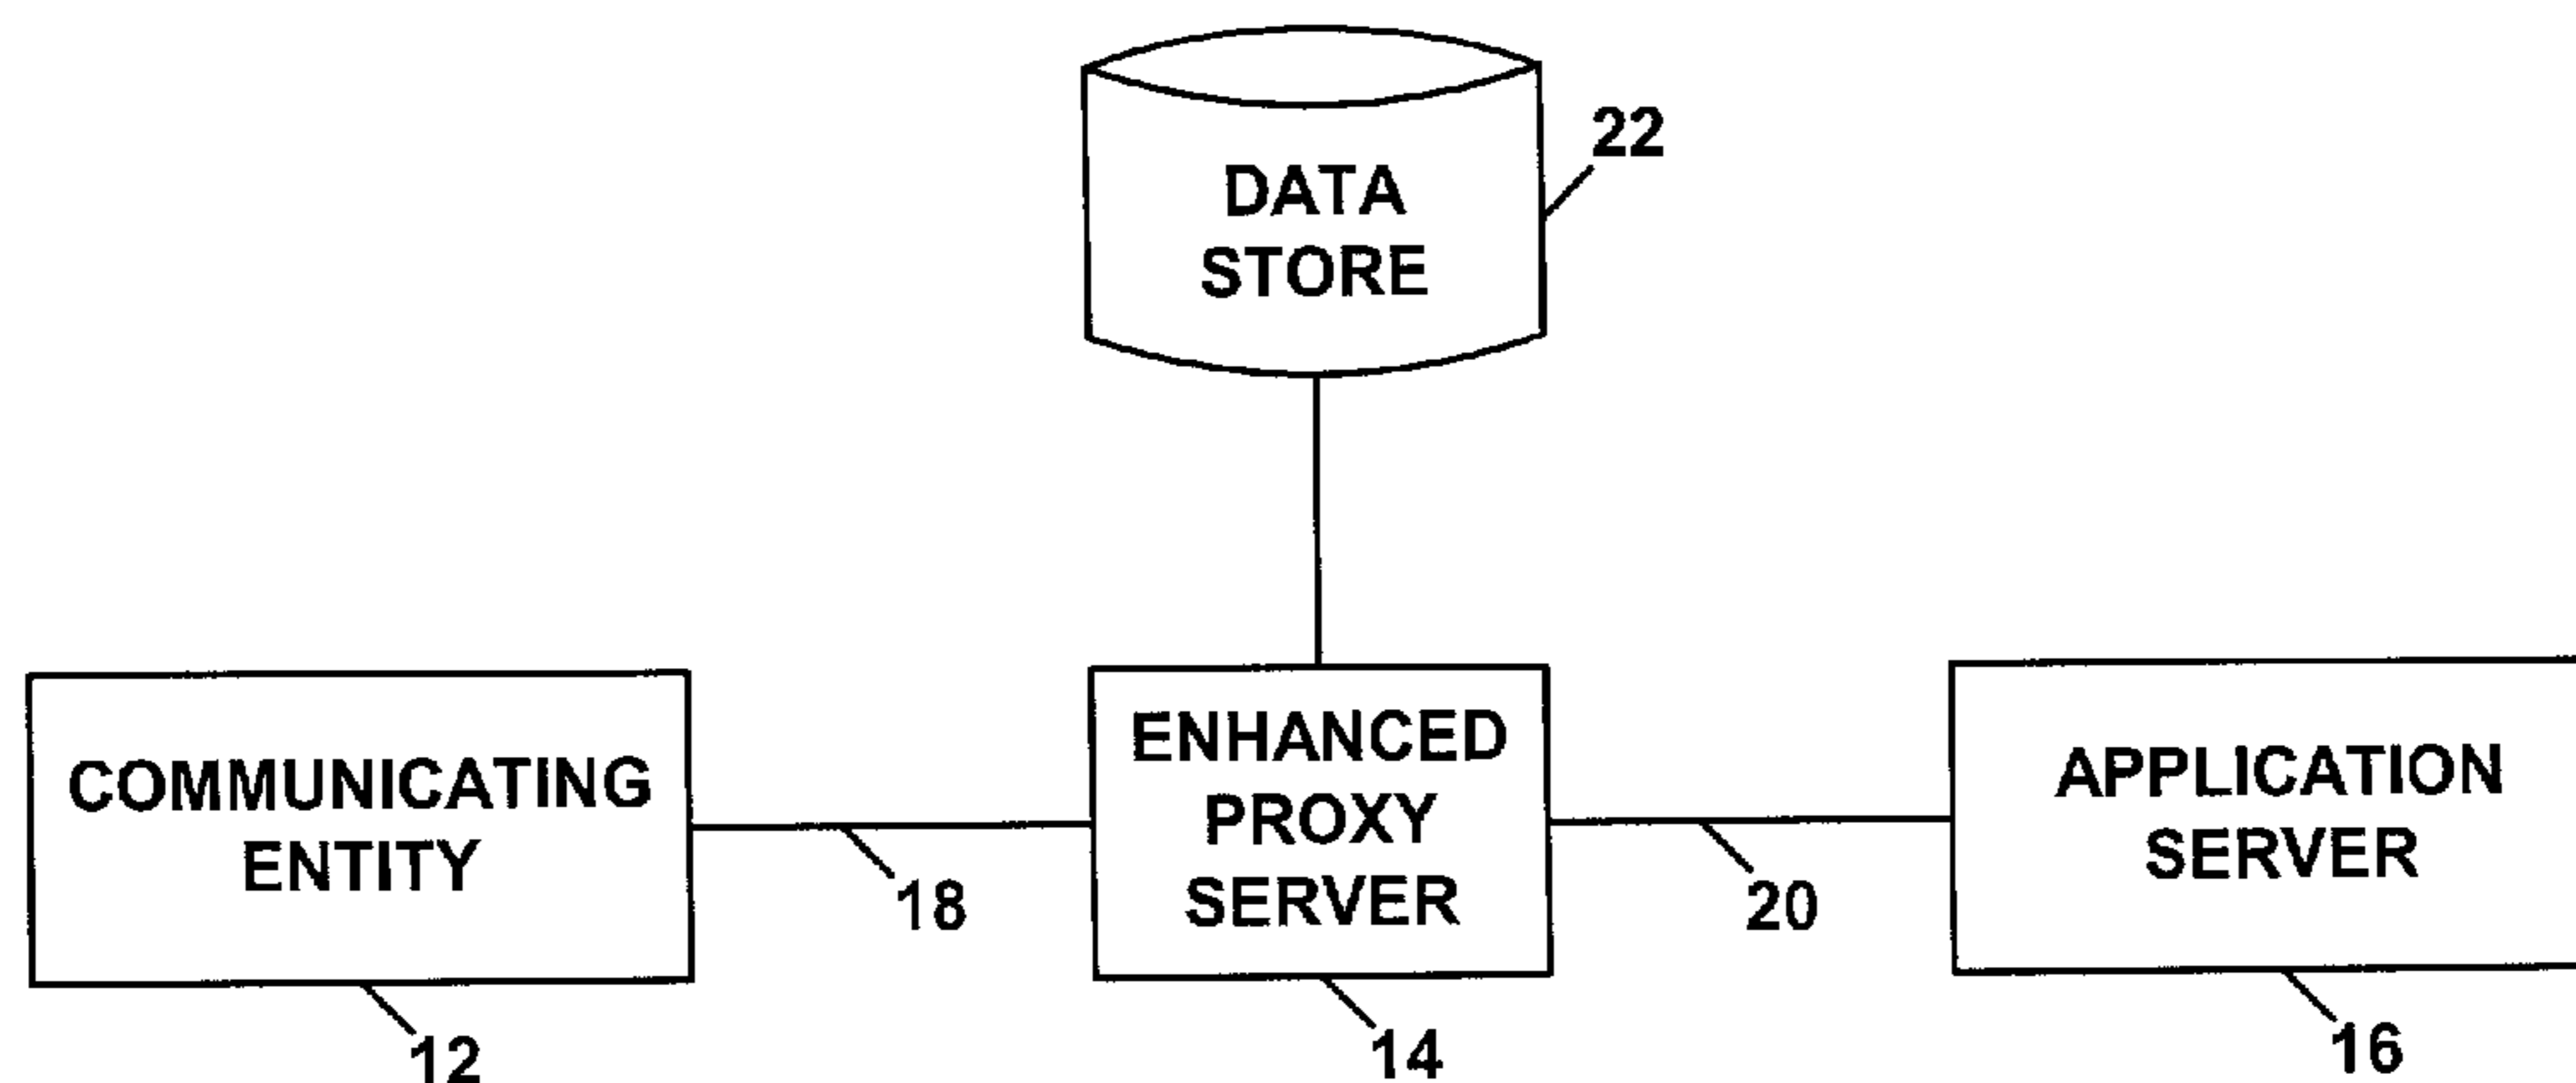 22
DATA
STORE
ENHANCED
PROXY
SERVER
COMMUNICATING
ENTITY
APPLICATION
SERVER
18
20
12
14
16